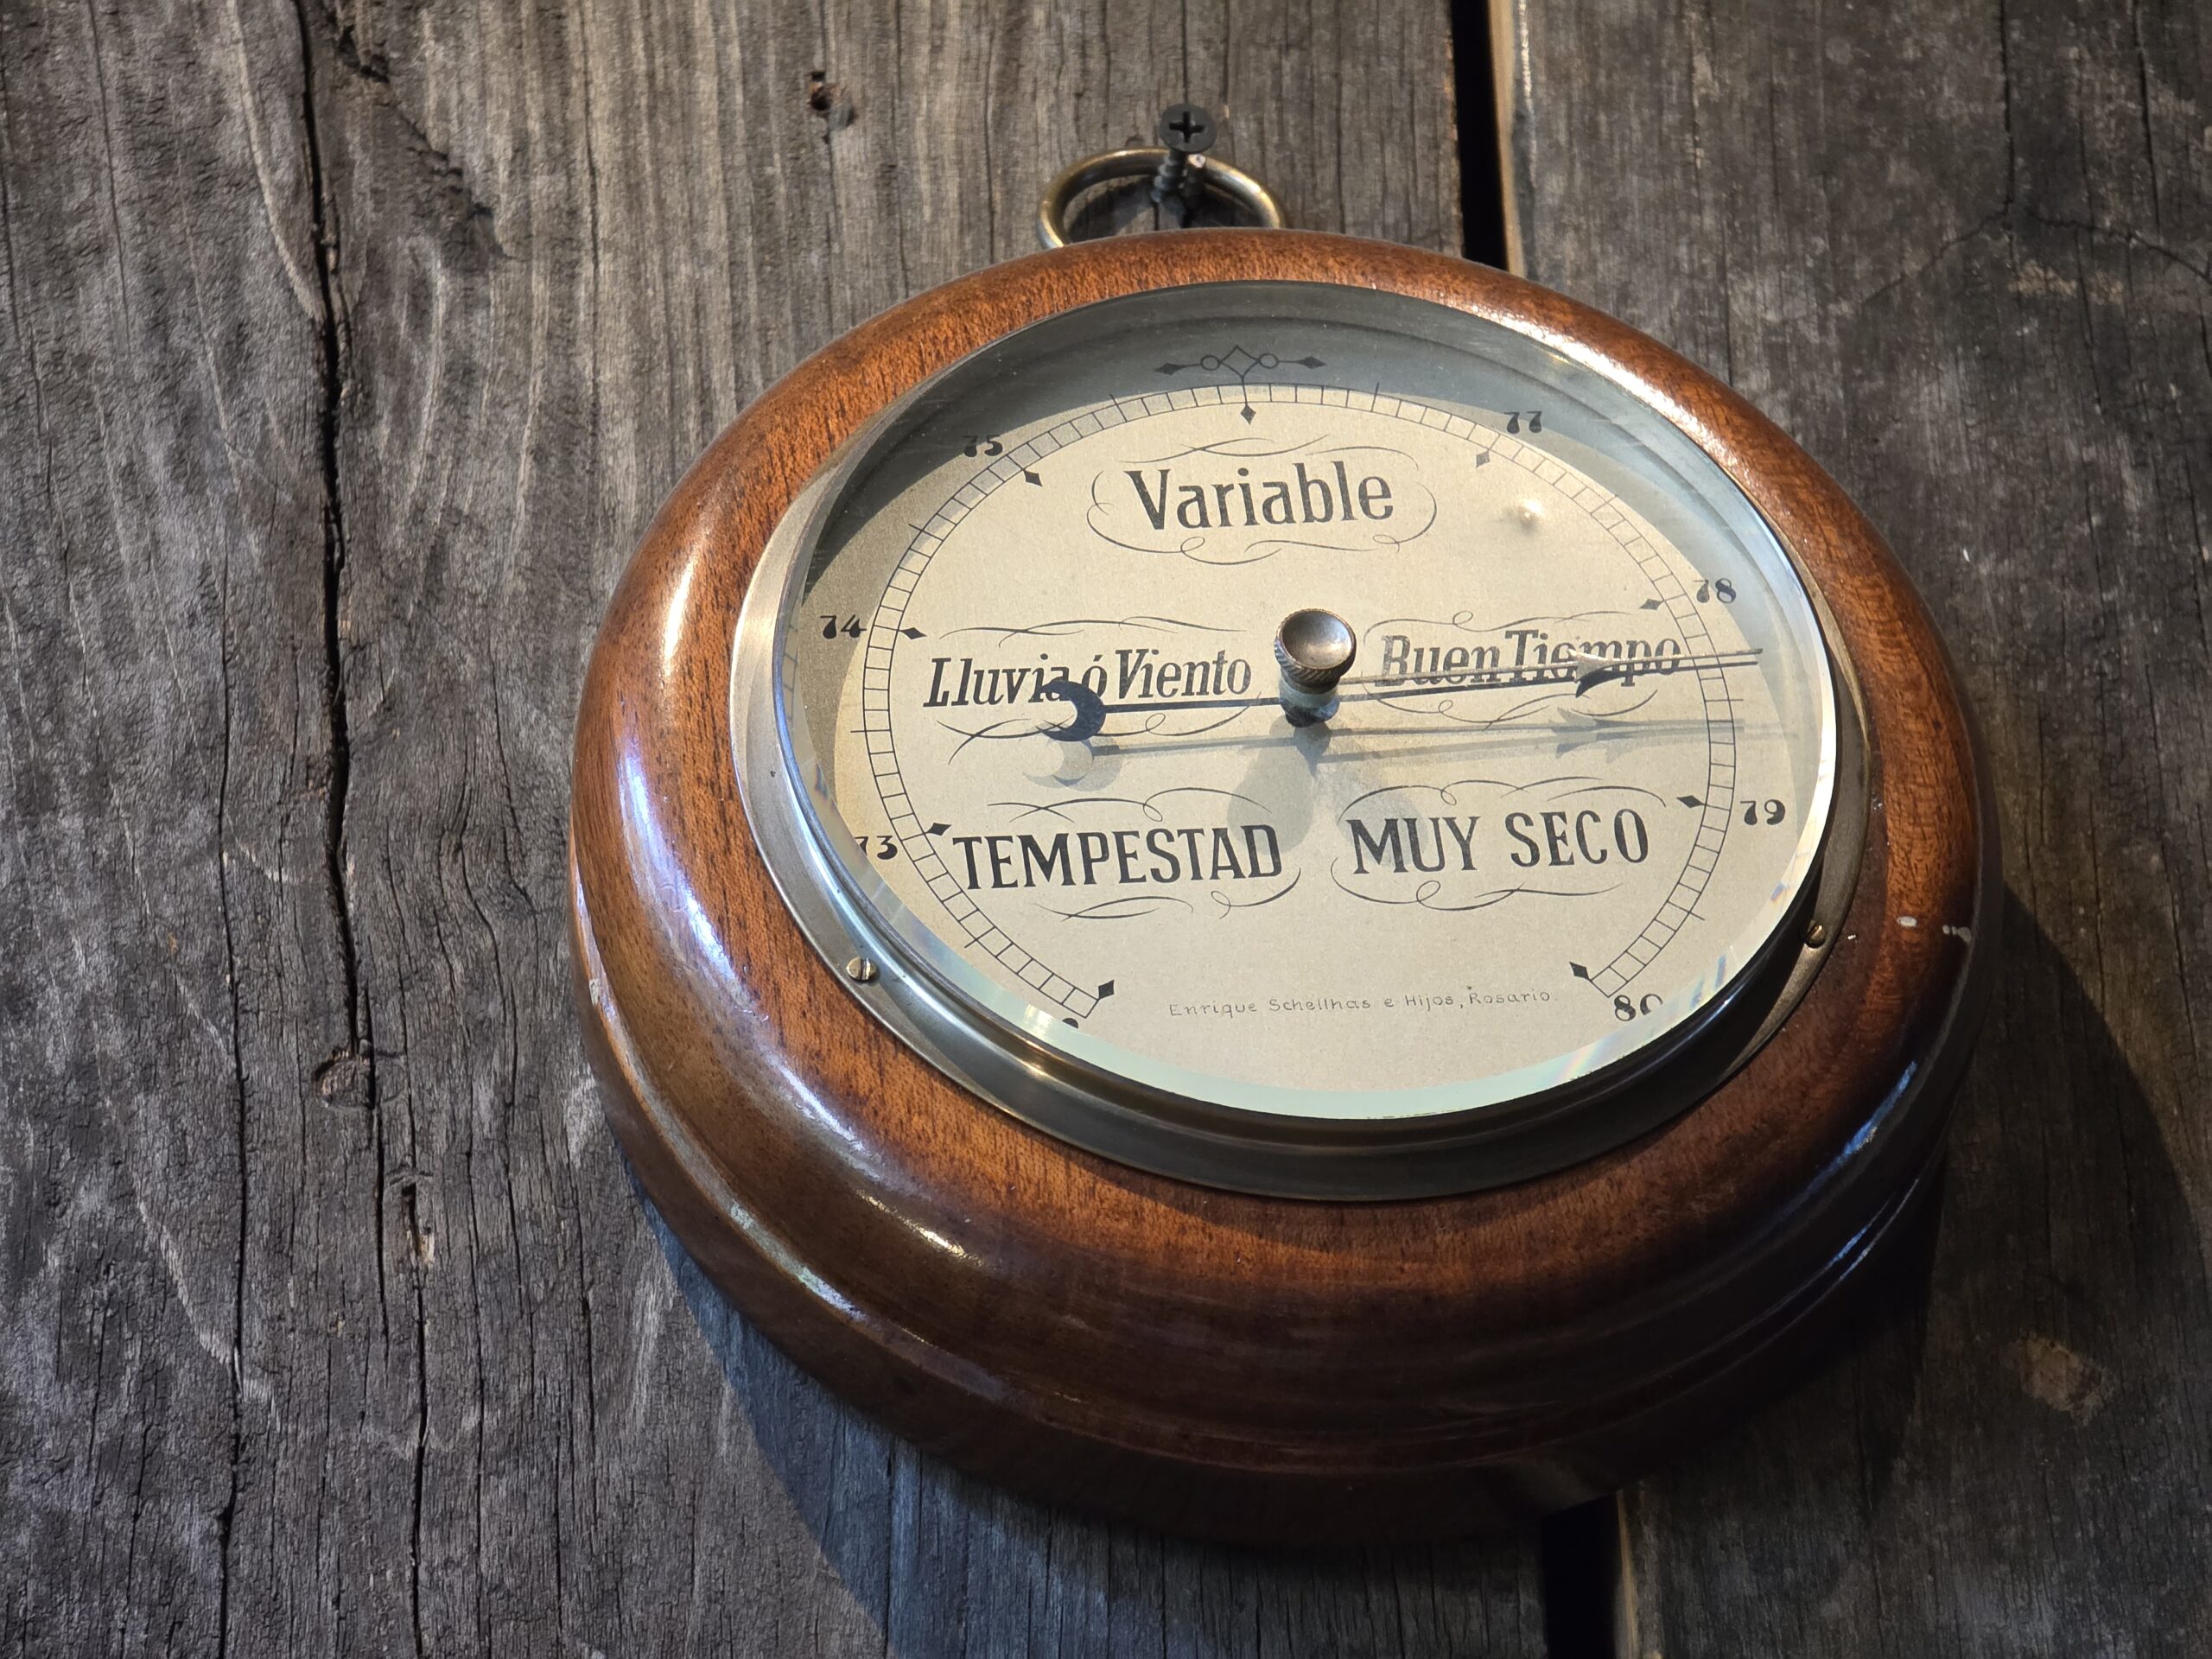 75
77
Variable
74
78
Lluvia ó Viento
Buen Tiempo
73
79
TEMPESTAD
MUY SECO
Enrique Schellhas e Hijos, Rosario.
80